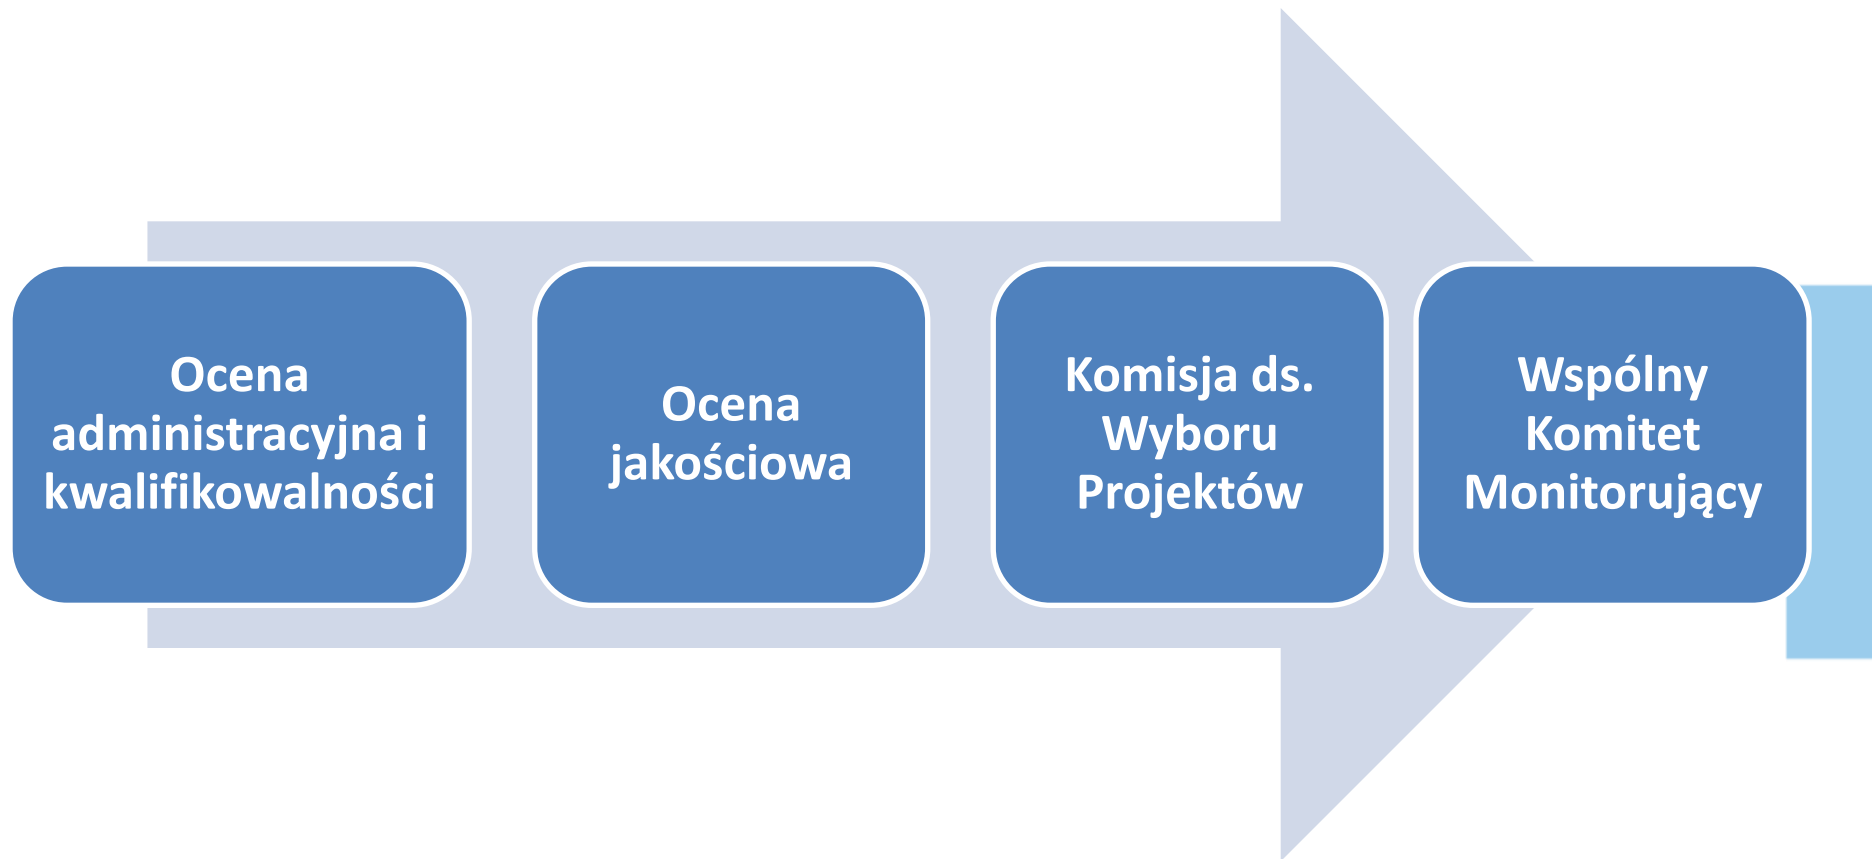 Ocena
administracyjna i
kwalifikowalności
Ocena
jakościowa
Komisja ds.
Wyboru
Projektów
Wspólny
Komitet
Monitorujący